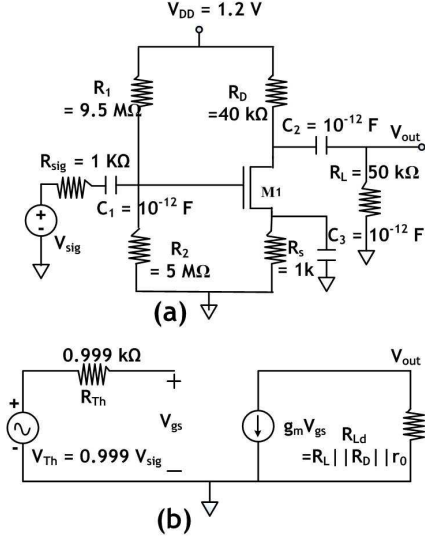 V_DD = 1.2 V
R_1
= 9.5 MΩ
R_D
=40 kΩ
C_2 = 10^-12 F
V_out
R_sig = 1 KΩ
C_1 = 10^-12 F
M1
R_L = 50 kΩ
V_sig
R_2
= 5 MΩ
R_s
= 1k
C_3 = 10^-12 F
(a)
0.999 kΩ
R_Th
+
V_gs
V_out
+
-
V_Th = 0.999 V_sig
g_mV_gs
R_Ld
=R_L||R_D||r_0
(b)